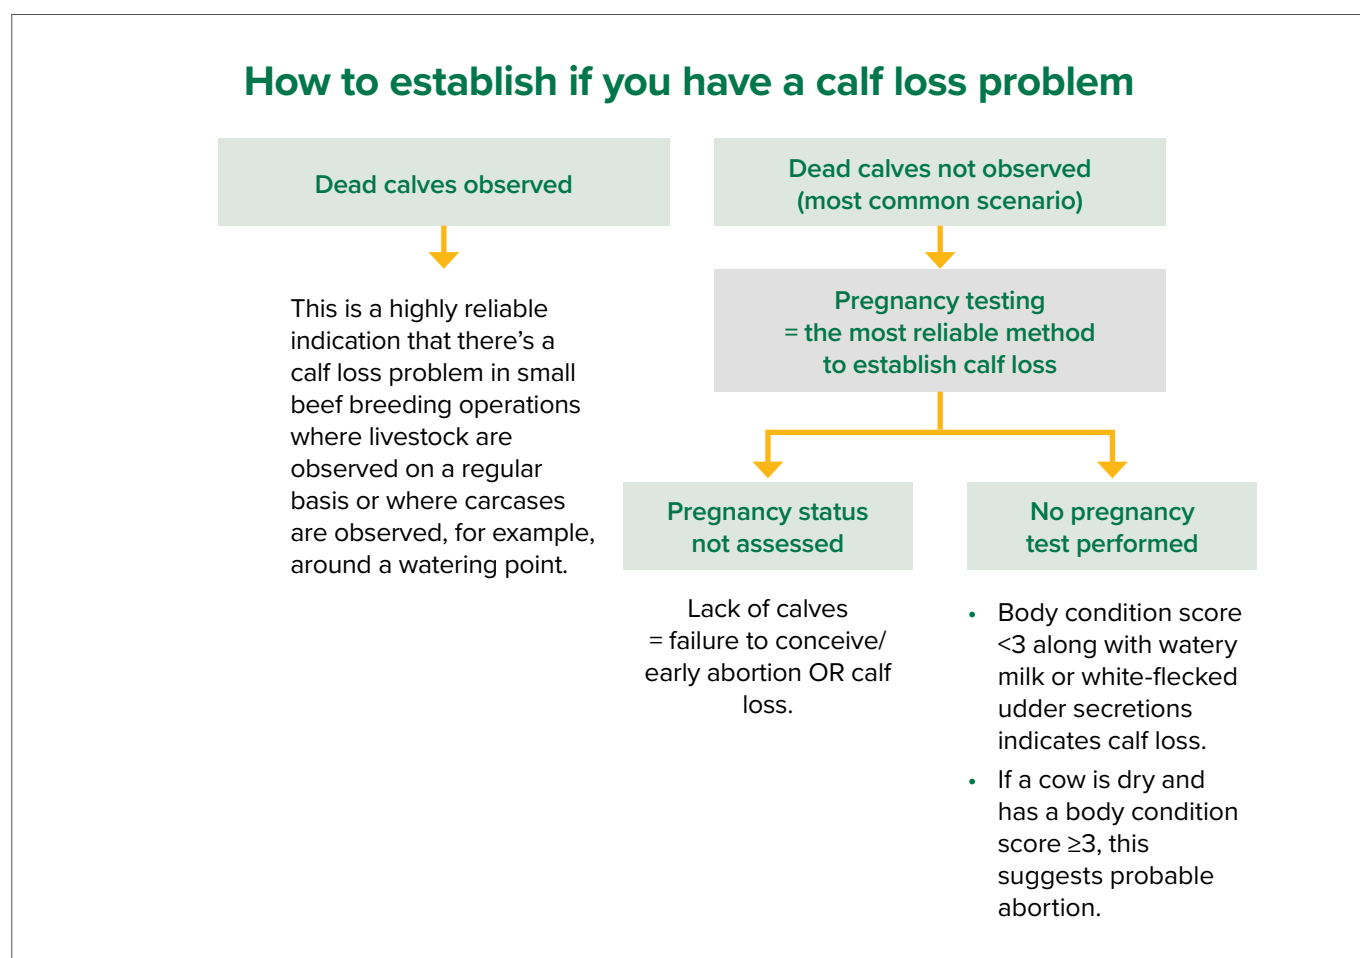 How to establish if you have a calf loss problem
Dead calves observed
This is a highly reliable
indication that there's a
calf loss problem in small
beef breeding operations
where livestock are
observed on a regular
basis or where carcases
are observed, for example,
around a watering point.
Dead calves not observed
(most common scenario)
Pregnancy testing
= the most reliable method
to establish calf loss
Pregnancy status
not assessed
Lack of calves
= failure to conceive/
early abortion OR calf
loss.
No pregnancy
test performed
• Body condition score
<3 along with watery
milk or white-flecked
udder secretions
indicates calf loss.
• If a cow is dry and
has a body condition
score ≥3, this
suggests probable
abortion.